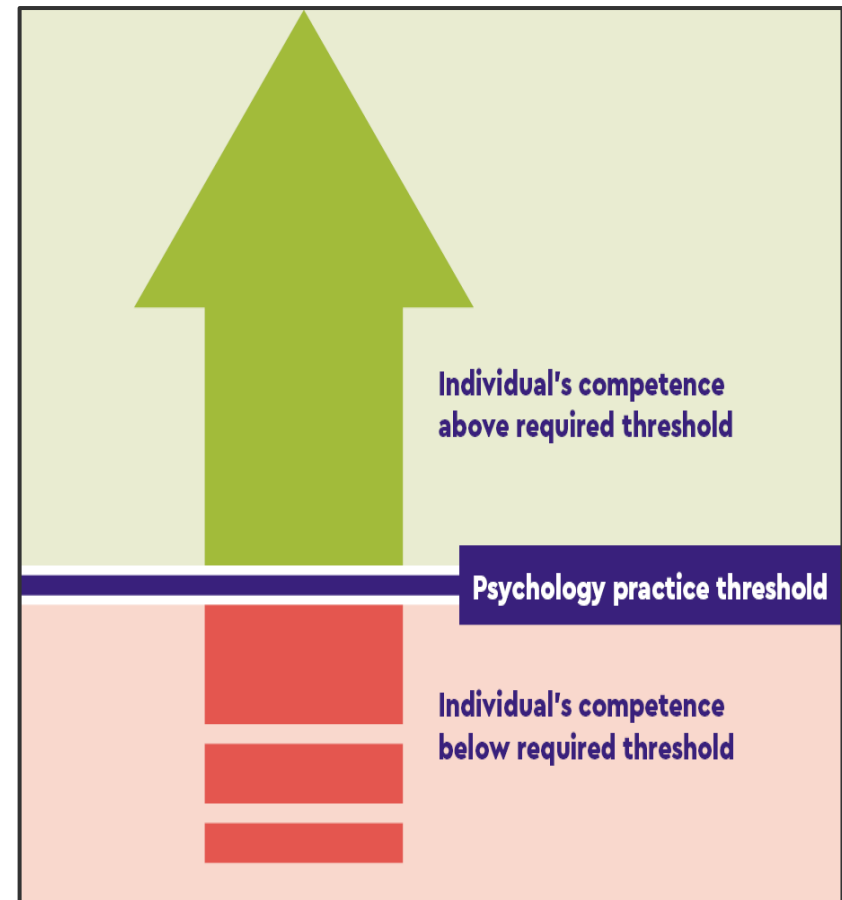 Individual's competence
above required threshold
Psychology practice threshold
Individual's competence
below required threshold